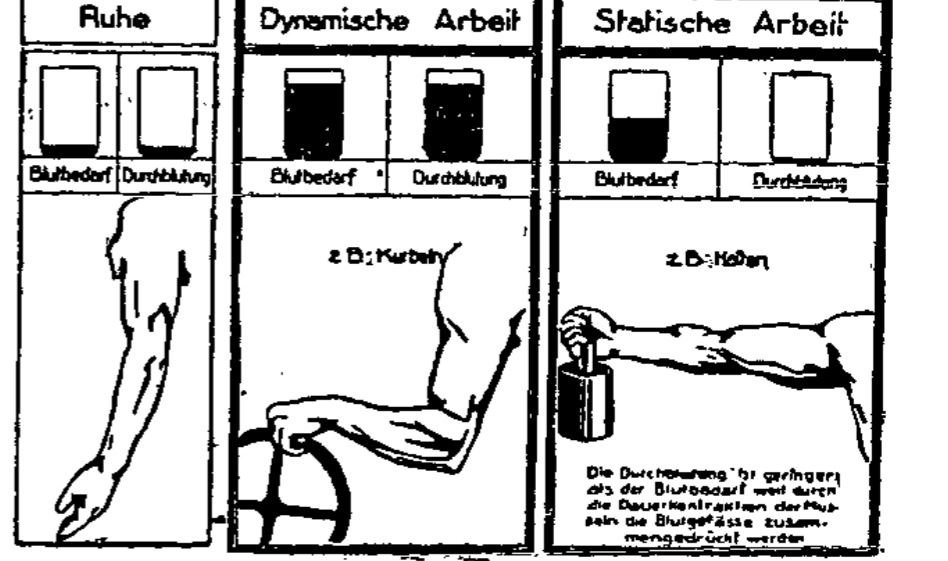 Ruhe
Dynamische Arbeit
Statische Arbeit
Blutbedarf
Durchblutung
Blutbedarf
Durchblutung
Blutbedarf
Durchblutung
z.B.: Kurbeln
z.B.: Halten
Die Durchblutung ist geringer
als der Blutbedarf weil durch
die Dauerkontraktion der Mus-
keln die Blutgefässe zusam-
mengedrückt werden